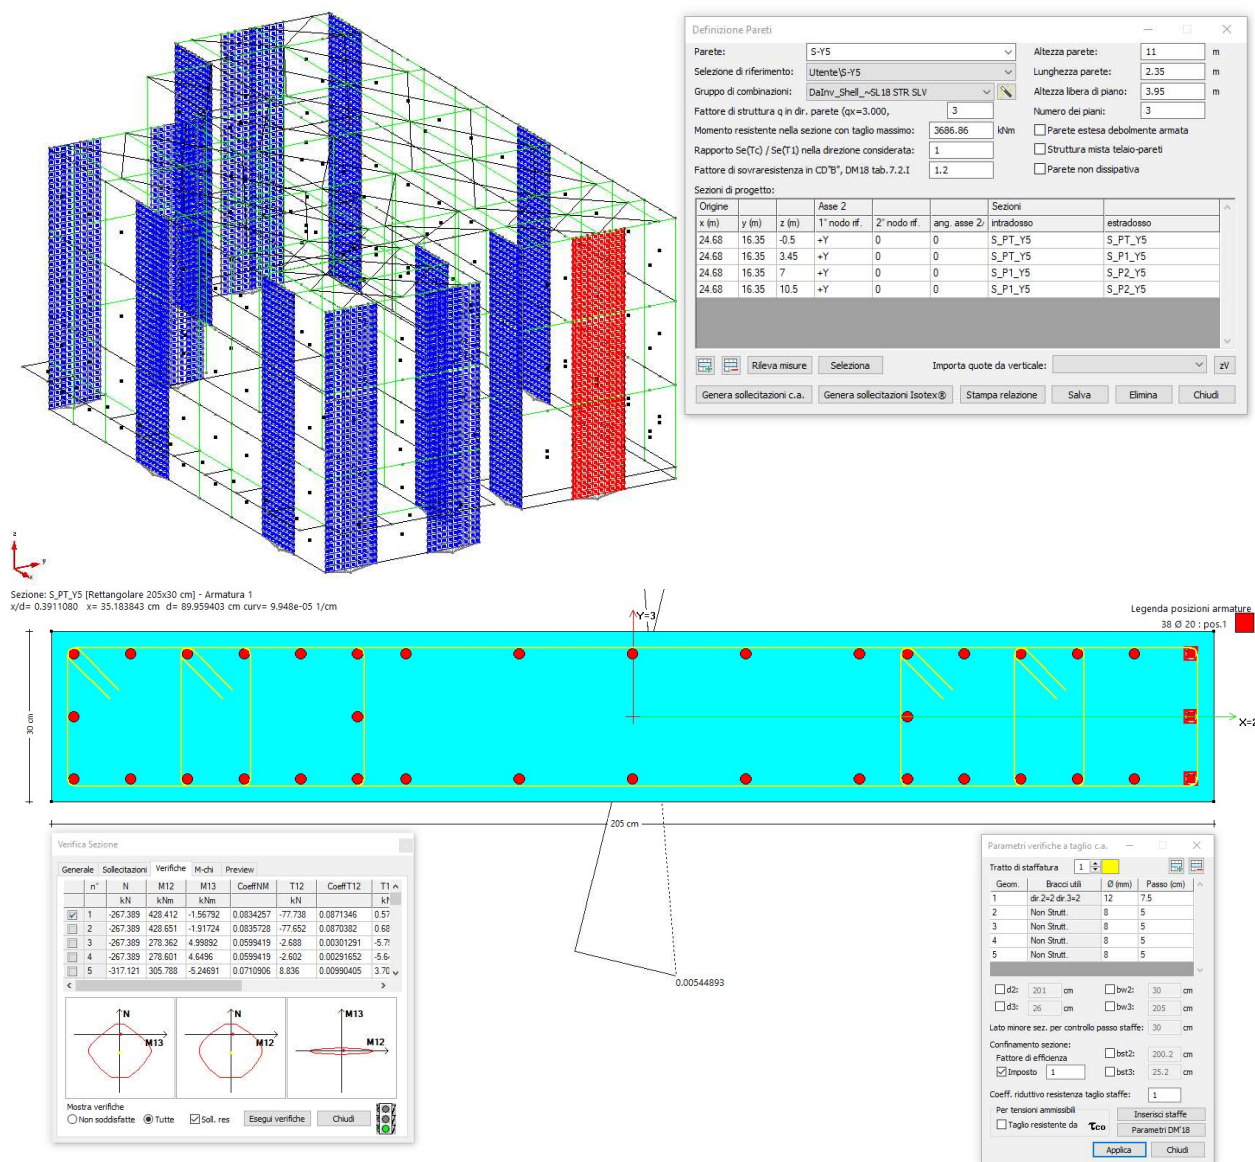 Definizione Pareti
Parete: S-Y5 Altezza parete: 11 m
Selezione di riferimento: Utente\S-Y5 Lunghezza parete: 2.35 m
Gruppo di combinazioni: DaInv_Shell_~SL18 STR SLV Altezza libera di piano: 3.95 m
Fattore di struttura q in dir. parete (qx=3.000, 3 Numero dei piani: 3
Momento resistente nella sezione con taglio massimo: 3686.86 kNm Parete estesa debolmente armata
Rapporto Se(Tc) / Se(T1) nella direzione considerata: 1 Struttura mista telaio-pareti
Fattore di sovraresistenza in CD"B", DM18 tab.7.2.I 1.2 Parete non dissipativa
Sezioni di progetto:
Origine Asse 2 Sezioni
x (m) y (m) z (m) 1° nodo rif. 2° nodo rif. ang. asse 2/ intradosso estradosso
24.68 16.35 -0.5 +Y 0 0 S_PT_Y5 S_PT_Y5
24.68 16.35 3.45 +Y 0 0 S_PT_Y5 S_P1_Y5
24.68 16.35 7 +Y 0 0 S_P1_Y5 S_P2_Y5
24.68 16.35 10.5 +Y 0 0 S_P1_Y5 S_P2_Y5
Rileva misure Seleziona Importa quote da verticale: zV
Genera sollecitazioni c.a. Genera sollecitazioni Isotex® Stampa relazione Salva Elimina Chiudi
z
y
x
Sezione: S_PT_Y5 [Rettangolare 205x30 cm] - Armatura 1
x/d= 0.3911080 x= 35.183843 cm d= 89.959403 cm curv= 9.948e-05 1/cm
Legenda posizioni armature
38 Ø 20 : pos.1
Y=3
X=2
30 cm
205 cm
0.00544893
Verifica Sezione
Generale Sollecitazioni Verifiche M-chi Preview
n° N M12 M13 CoeffNM T12 CoeffT12 T1
kN kNm kNm kN kN
1 -267.389 428.412 -1.56792 0.0834257 -77.738 0.0871346 0.57
2 -267.389 428.651 -1.91724 0.0835728 -77.652 0.0870382 0.68
3 -267.389 278.362 4.99892 0.0599419 -2.688 0.00301291 -5.75
4 -267.389 278.601 4.6496 0.0599419 -2.602 0.00291652 -5.64
5 -317.121 305.788 -5.24691 0.0710906 8.836 0.00990405 3.70
N
M13
N
M12
M13
M12
Mostra verifiche
Non soddisfatte Tutte Soll. res Esegui verifiche Chiudi
Parametri verifiche a taglio c.a.
Tratto di staffatura 1
Geom. Bracci utili Ø (mm) Passo (cm)
1 dir.2=2 dir.3=2 12 7.5
2 Non Strutt. 8 5
3 Non Strutt. 8 5
4 Non Strutt. 8 5
5 Non Strutt. 8 5
d2: 201 cm bw2: 30 cm
d3: 26 cm bw3: 205 cm
Lato minore sez. per controllo passo staffe: 30 cm
Confinamento sezione:
Fattore di efficienza bst2: 200.2 cm
Imposto 1 bst3: 25.2 cm
Coeff. riduttivo resistenza taglio staffe: 1
Per tensioni ammissibili Inserisci staffe
Taglio resistente da τco Parametri DM'18
Applica Chiudi